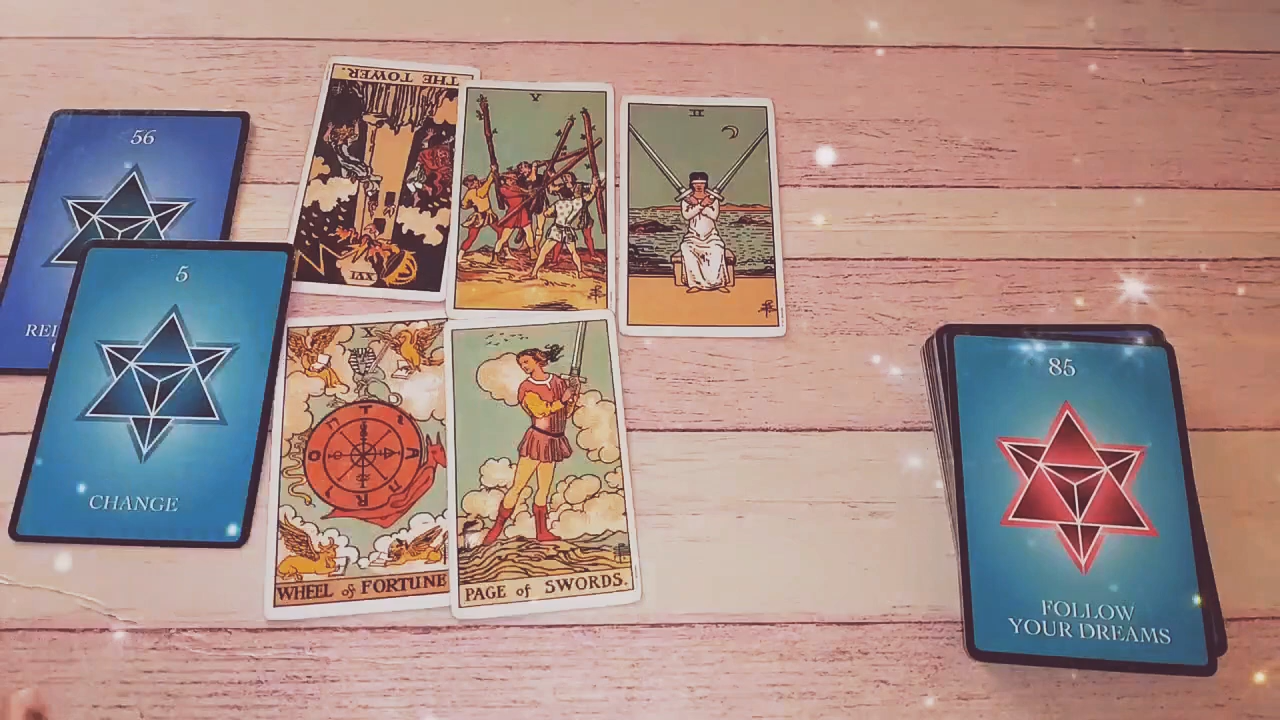 56
5
CHANGE
THE TOWER.
XVI
V
II
X
T
A
R
O
WHEEL of FORTUNE
PAGE of SWORDS.
85
FOLLOW
YOUR DREAMS